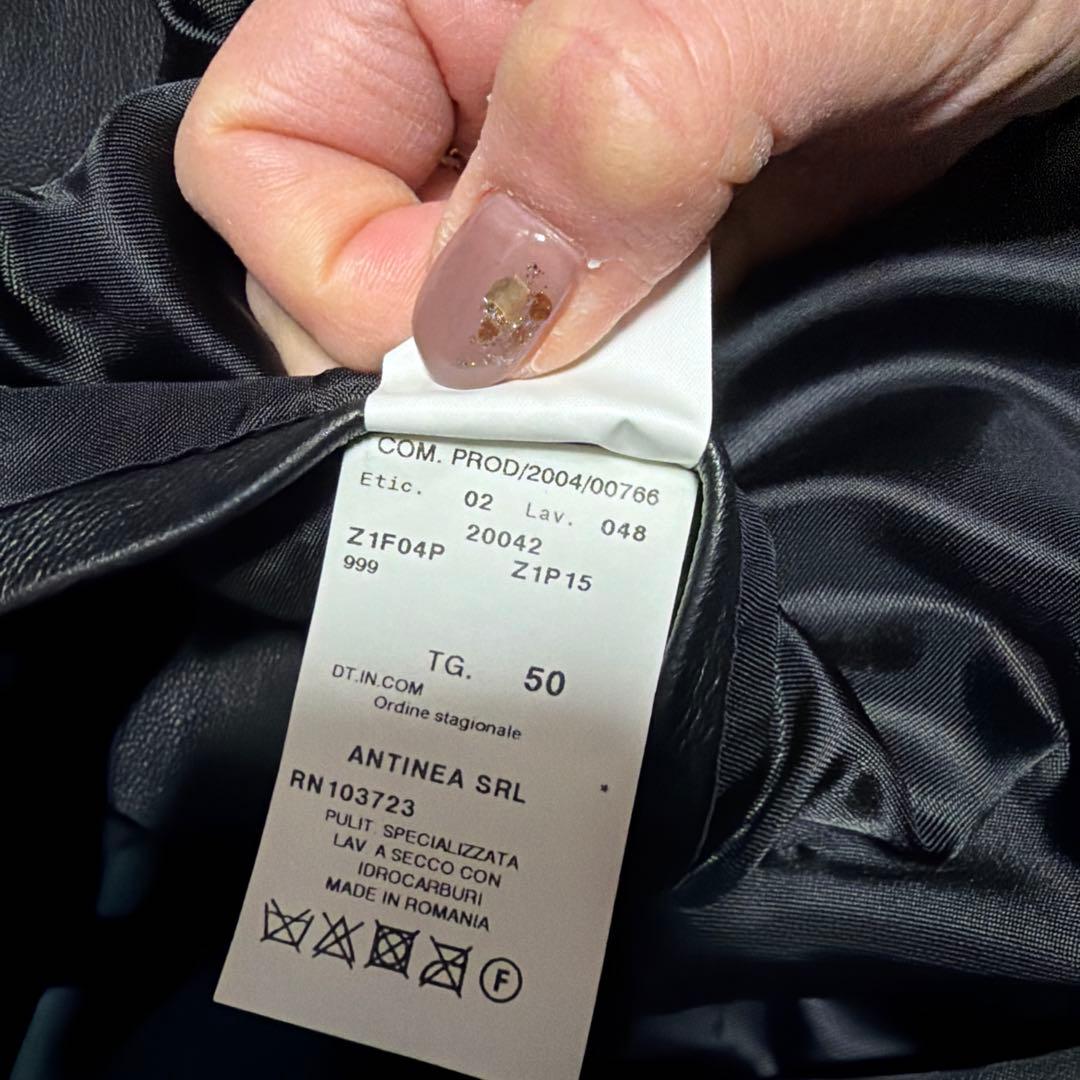 COM. PROD/2004/00766
Etic. 02 Lav. 048
20042
Z1F04P Z1P15
999
TG. 50
DT.IN.COM
Ordine stagionale
ANTINEA SRL *
RN103723
PULIT. SPECIALIZZATA
LAV. A SECCO CON
IDROCARBURI
MADE IN ROMANIA
F